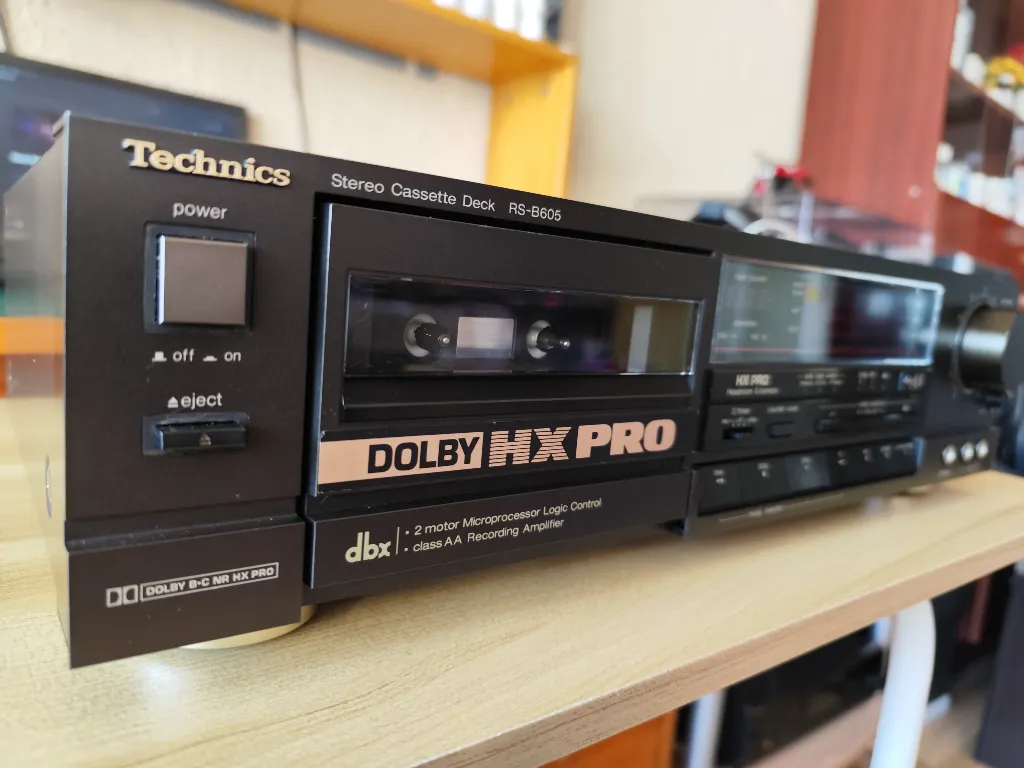 Technics
Stereo Cassette Deck RS-B605
power
off on
eject
DOLBY HX PRO
HX PRO
dbx
· 2 motor Microprocessor Logic Control
· class AA Recording Amplifier
DOLBY B·C NR HX PRO